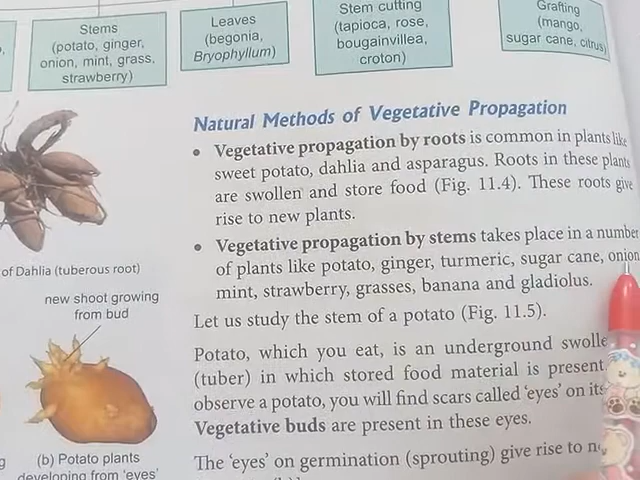 Stems
(potato, ginger,
onion, mint, grass,
strawberry)
Leaves
(begonia,
Bryophyllum)
Stem cutting
(tapioca, rose,
bougainvillea,
croton)
Grafting
(mango,
sugar cane, citrus)
Natural Methods of Vegetative Propagation
• Vegetative propagation by roots is common in plants like
sweet potato, dahlia and asparagus. Roots in these plants
are swollen and store food (Fig. 11.4). These roots give
rise to new plants.
• Vegetative propagation by stems takes place in a number
of plants like potato, ginger, turmeric, sugar cane, onion
mint, strawberry, grasses, banana and gladiolus.
Let us study the stem of a potato (Fig. 11.5).
Potato, which you eat, is an underground swolle
(tuber) in which stored food material is present
observe a potato, you will find scars called 'eyes' on its
Vegetative buds are present in these eyes.
The 'eyes' on germination (sprouting) give rise to
of Dahlia (tuberous root)
new shoot growing
from bud
(b) Potato plants
developing from 'eyes'